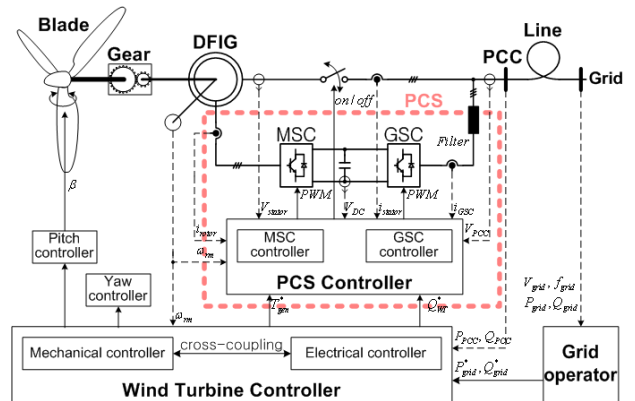 Blade
Gear
DFIG
Line
PCC
Grid
on/off
PCS
MSC
GSC
Filter
PWM
PWM
β
V_stator
V_DC
i_stator
i_GSC
i_rotor
V_PCC
ω_rm
MSC
controller
GSC
controller
PCS Controller
Pitch
controller
Yaw
controller
T*_gen
Q*_WT
V_grid, f_grid
P_grid, Q_grid
ω_rm
P_PCC, Q_PCC
Mechanical controller
cross-coupling
Electrical controller
P*_grid, Q*_grid
Grid
operator
Wind Turbine Controller